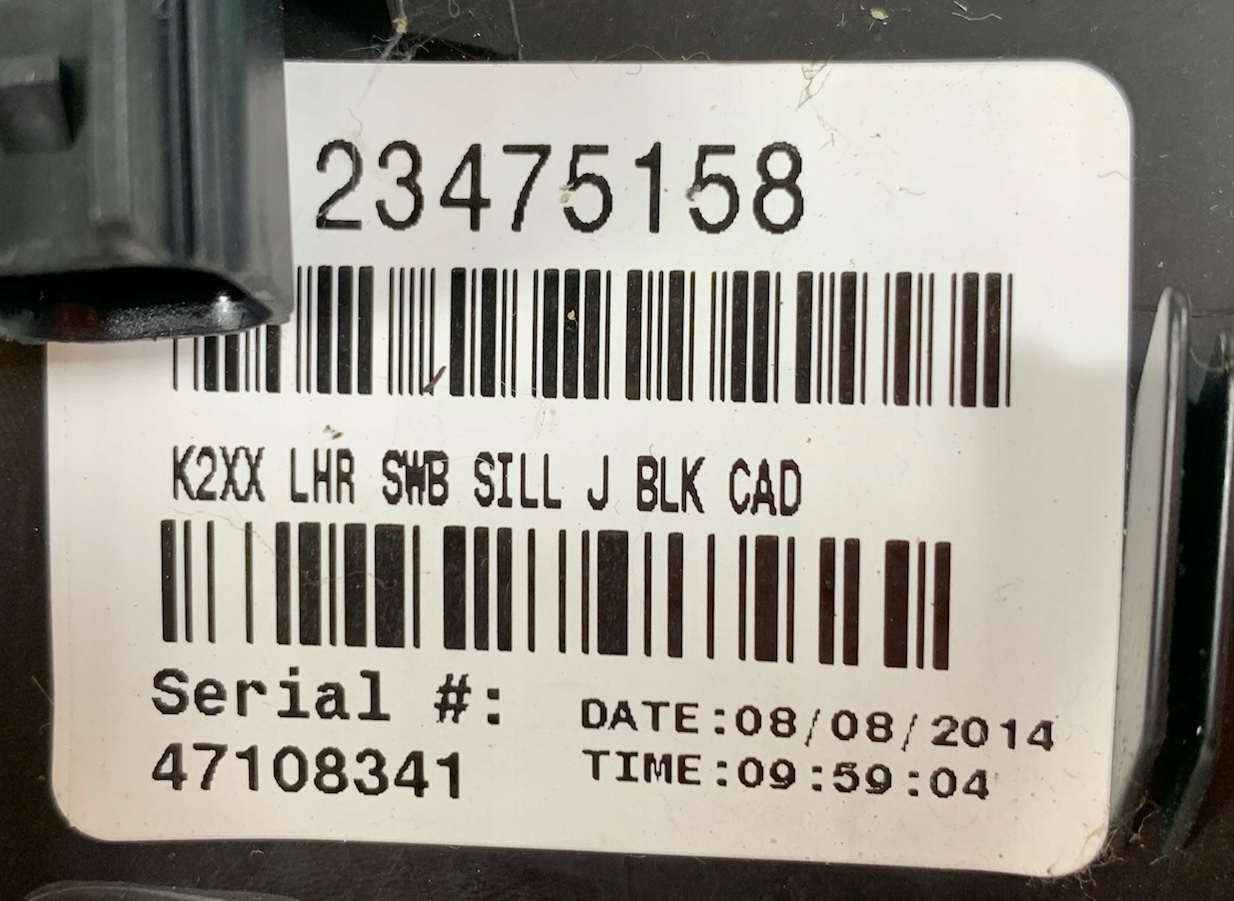 23475158
K2XX LHR SWB SILL J BLK CAD
Serial #:
47108341
DATE:08/08/2014
TIME:09:59:04